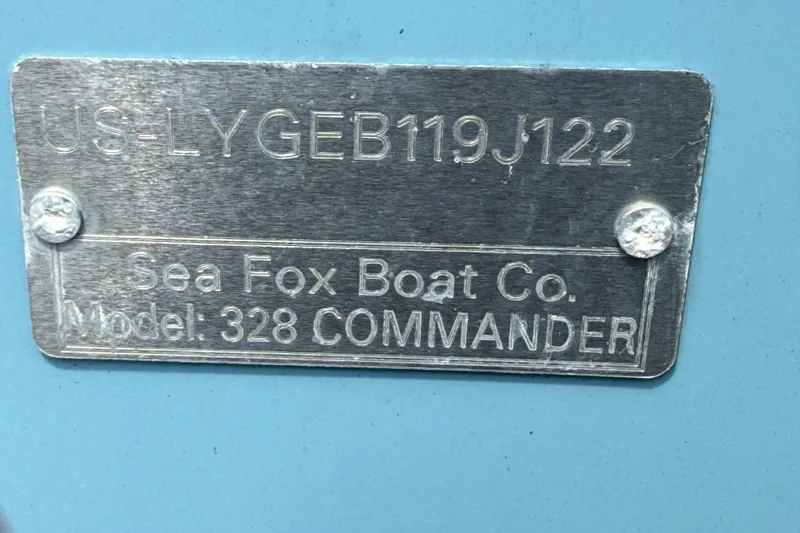 US-LYGEB119J122
Sea Fox Boat Co.
Model: 328 COMMANDER